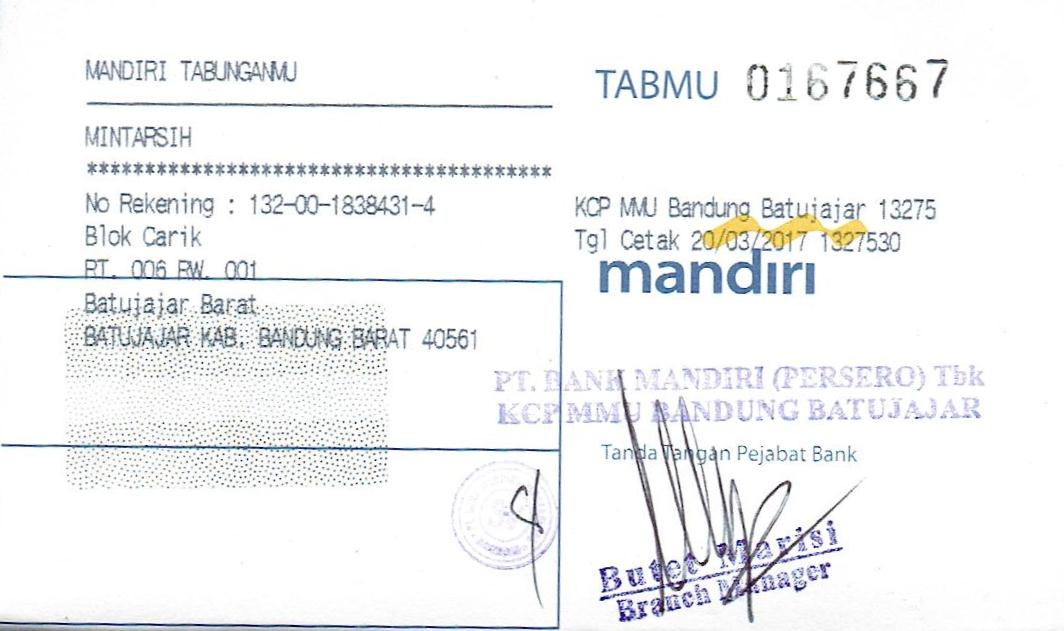 MANDIRI TABUNGANMU
TABMU 0167667
MINTARSIH
****************************************
No Rekening : 132-00-1838431-4
Blok Carik
RT. 006 RW. 001
Batujajar Barat
BATUJAJAR KAB. BANDUNG BARAT 40561
KCP MMU Bandung Batujajar 13275
Tgl Cetak 20/03/2017 1327530
mandiri
PT. BANK MANDIRI (PERSERO) Tbk
KCP MMU BANDUNG BATUJAJAR
Tanda Tangan Pejabat Bank
Butet Marisi
Branch Manager